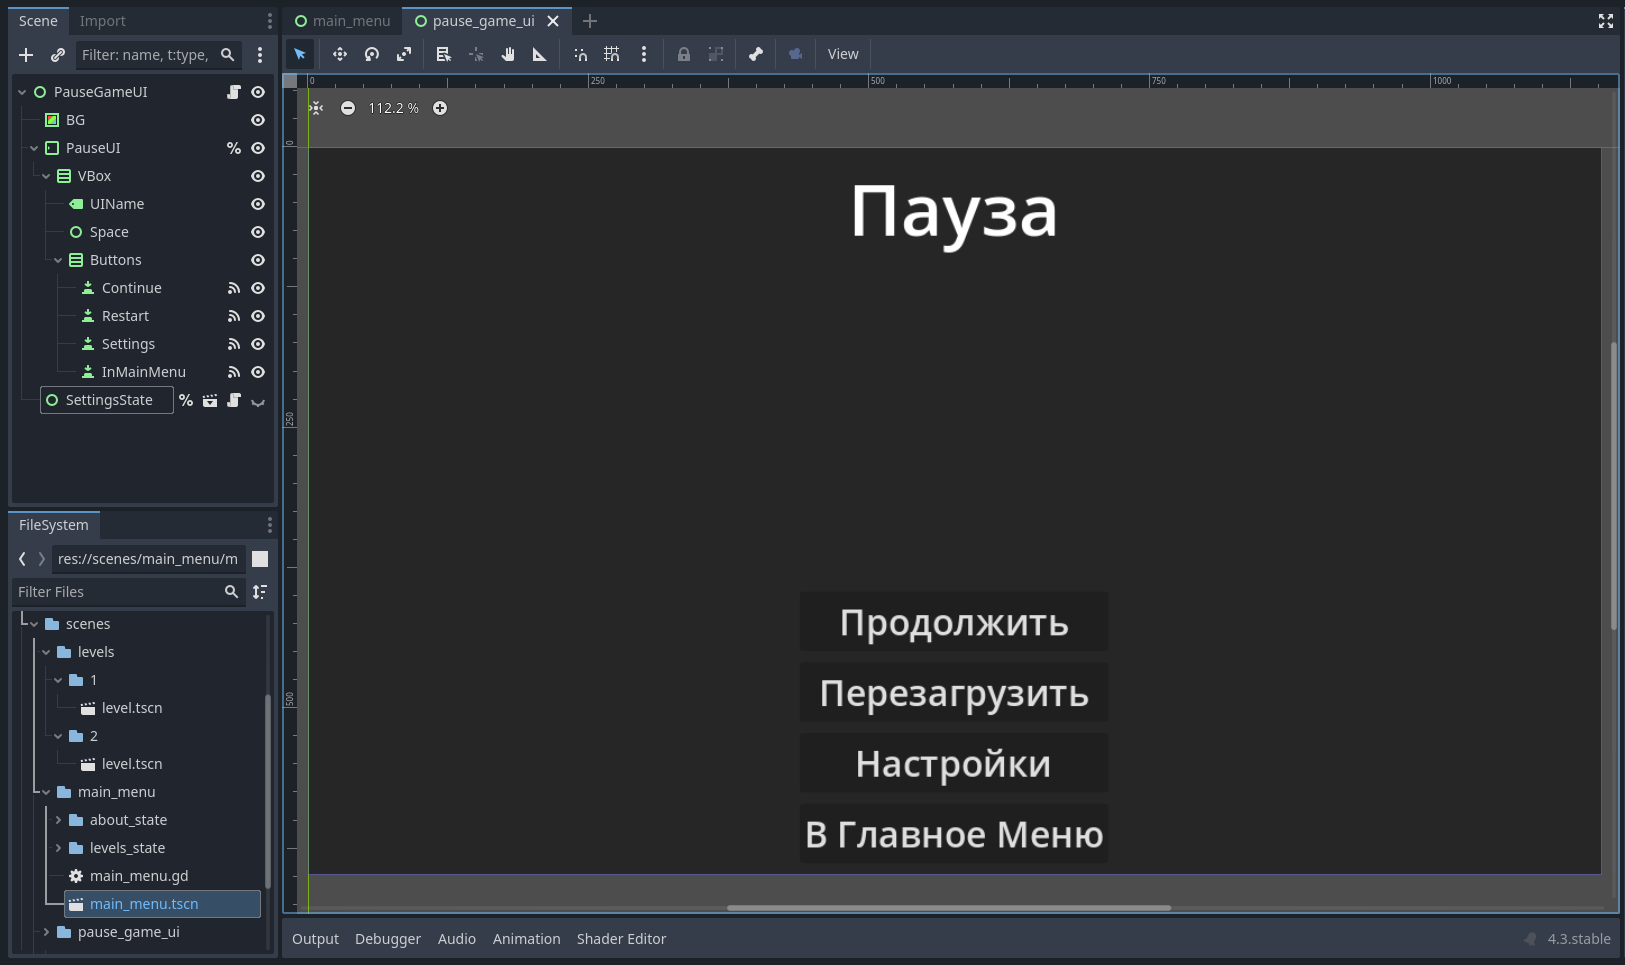 Scene Import
Filter: name, t:type,
PauseGameUI
BG
PauseUI %
VBox
UIName
Space
Buttons
Continue
Restart
Settings
InMainMenu
SettingsState %
FileSystem
res://scenes/main_menu/m
Filter Files
scenes
levels
1
level.tscn
2
level.tscn
main_menu
about_state
levels_state
main_menu.gd
main_menu.tscn
pause_game_ui
main_menu pause_game_ui
View
0 250 500 750 1000
112.2 %
0
250
500
Пауза
Продолжить
Перезагрузить
Настройки
В Главное Меню
Output Debugger Audio Animation Shader Editor 4.3.stable